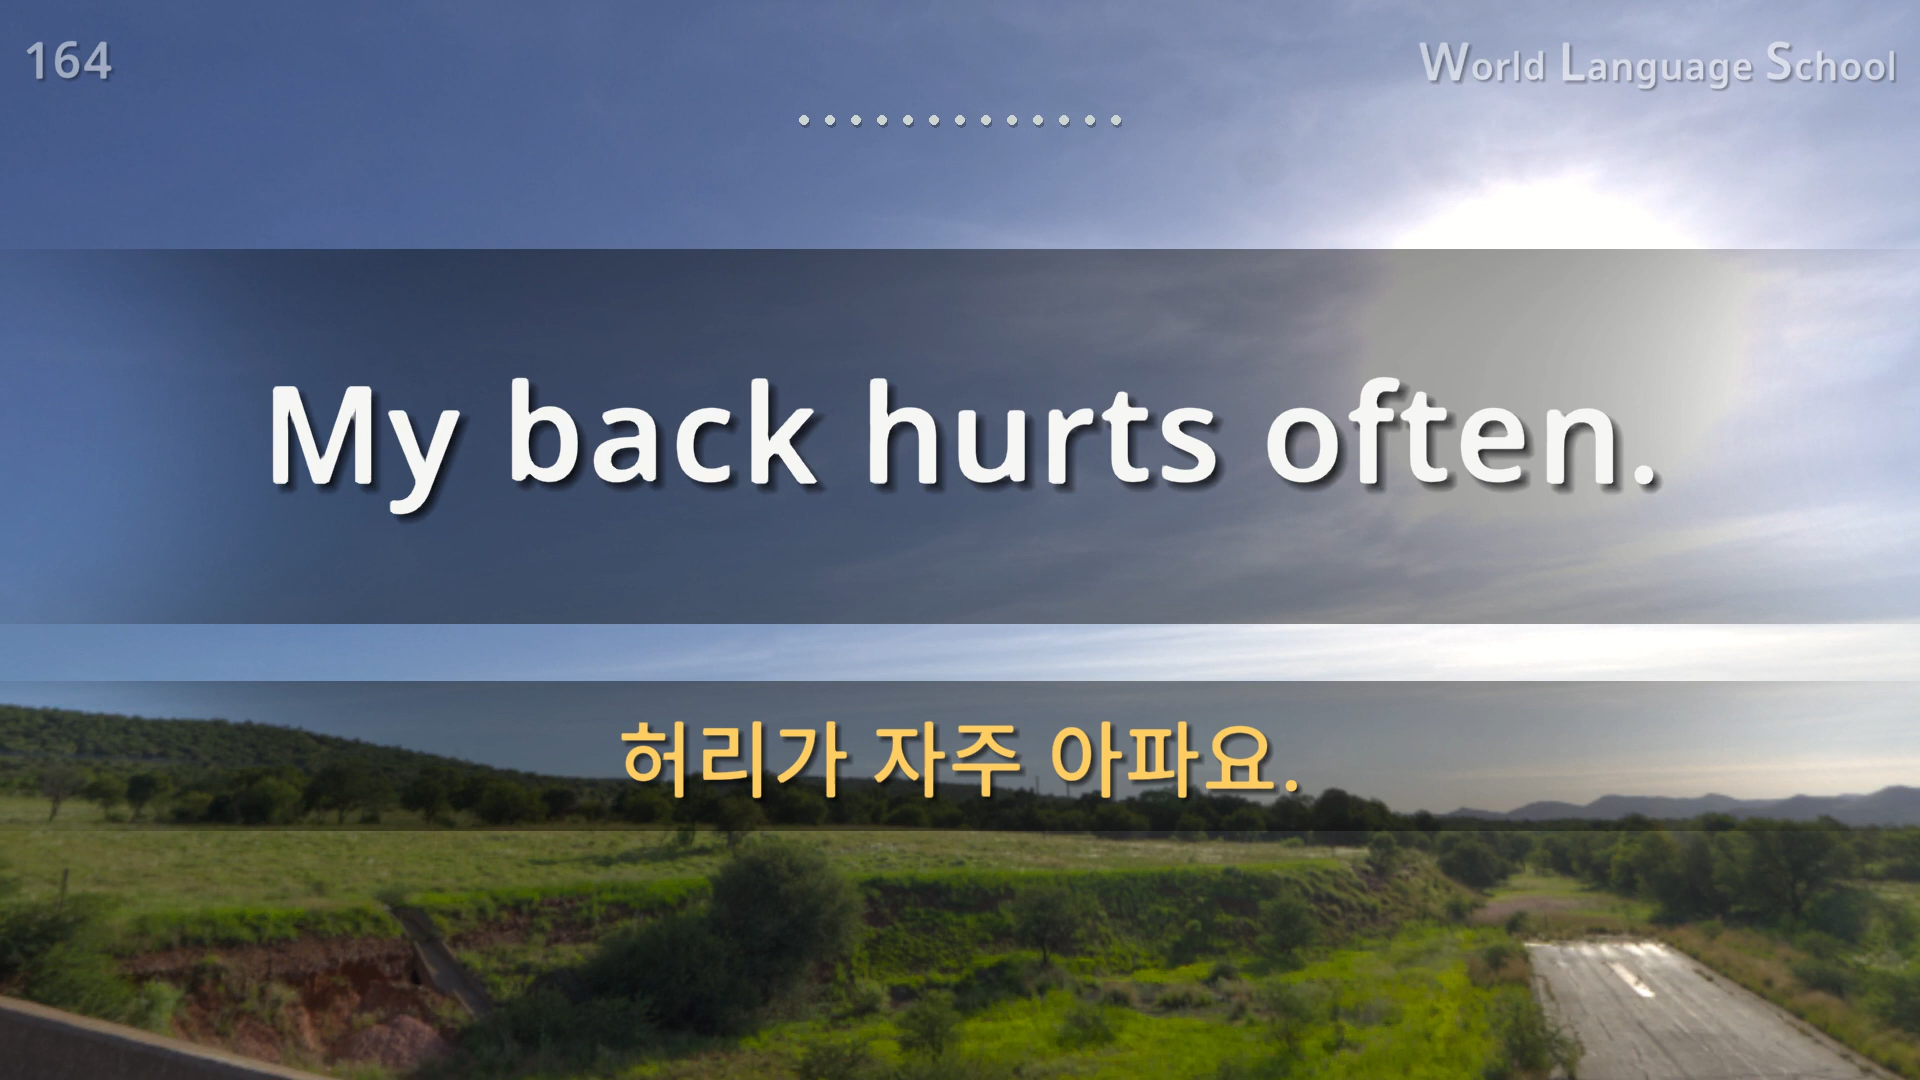 164
World Language School
My back hurts often.
허리가 자주 아파요.